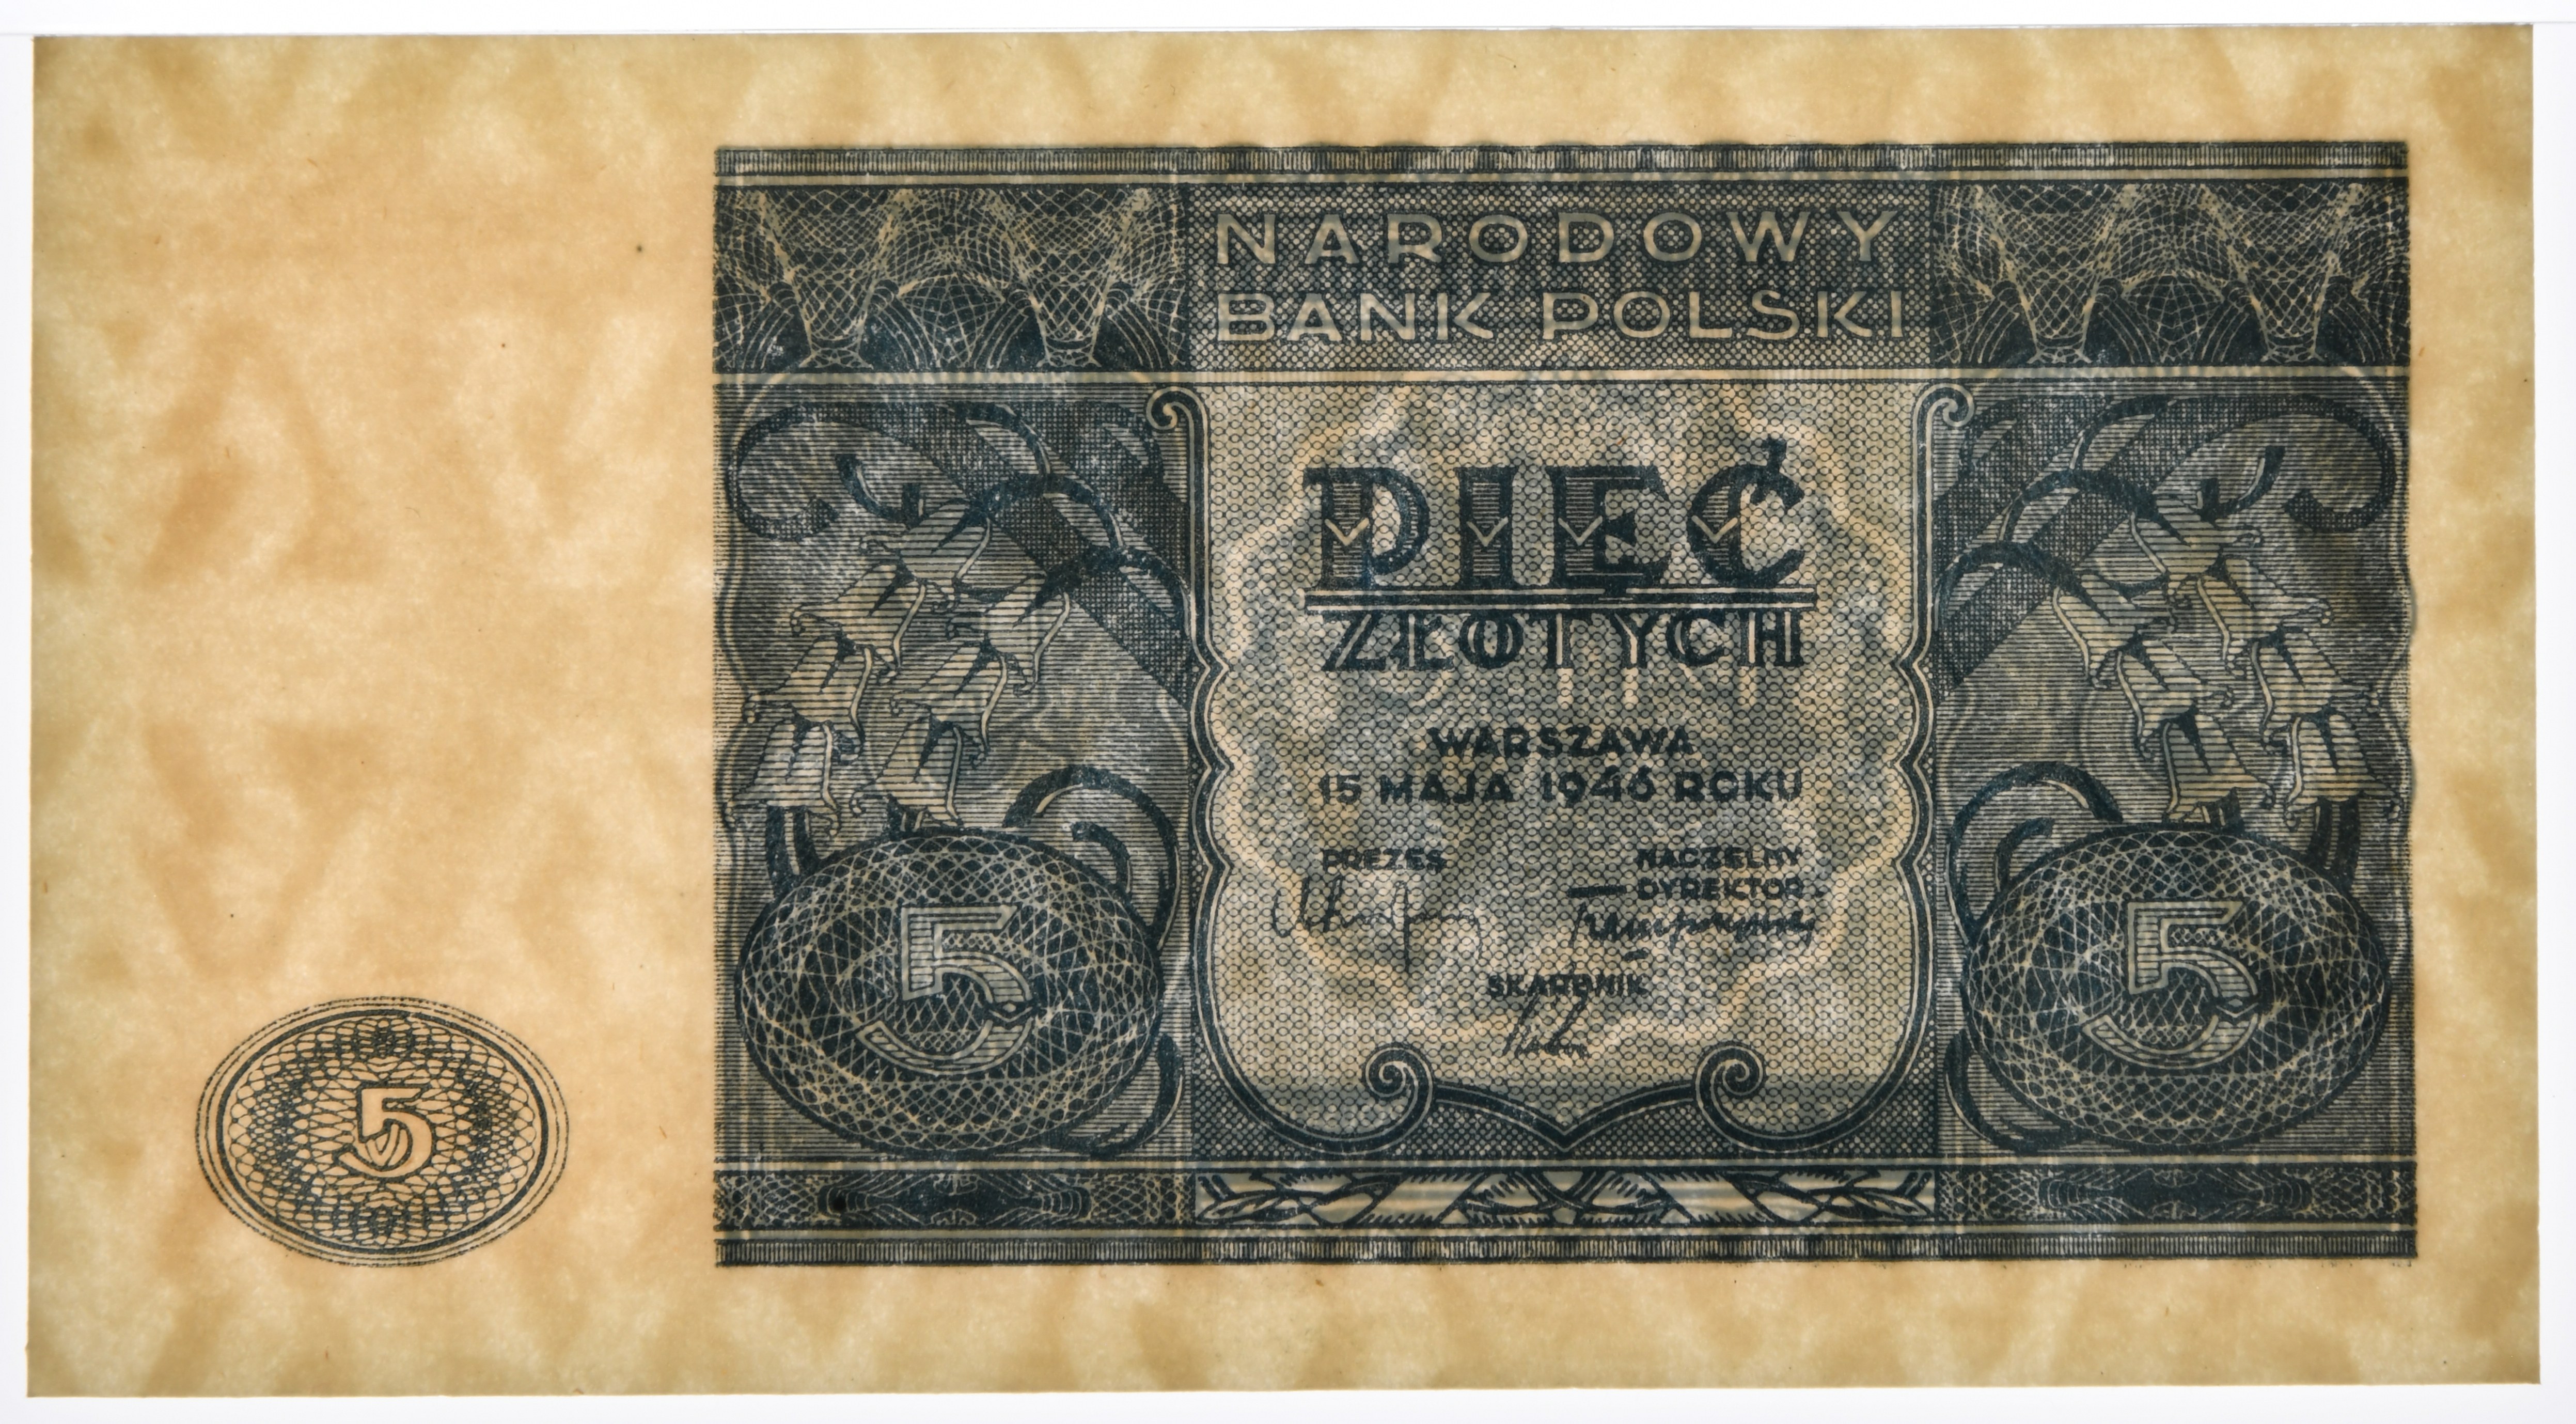 NARODOWY
BANK POLSKI
PIĘĆ
ZŁOTYCH
WARSZAWA
15 MAJA 1946 ROKU
PREZES
NACZELNY
DYREKTOR
SKARBNIK
5
5
5